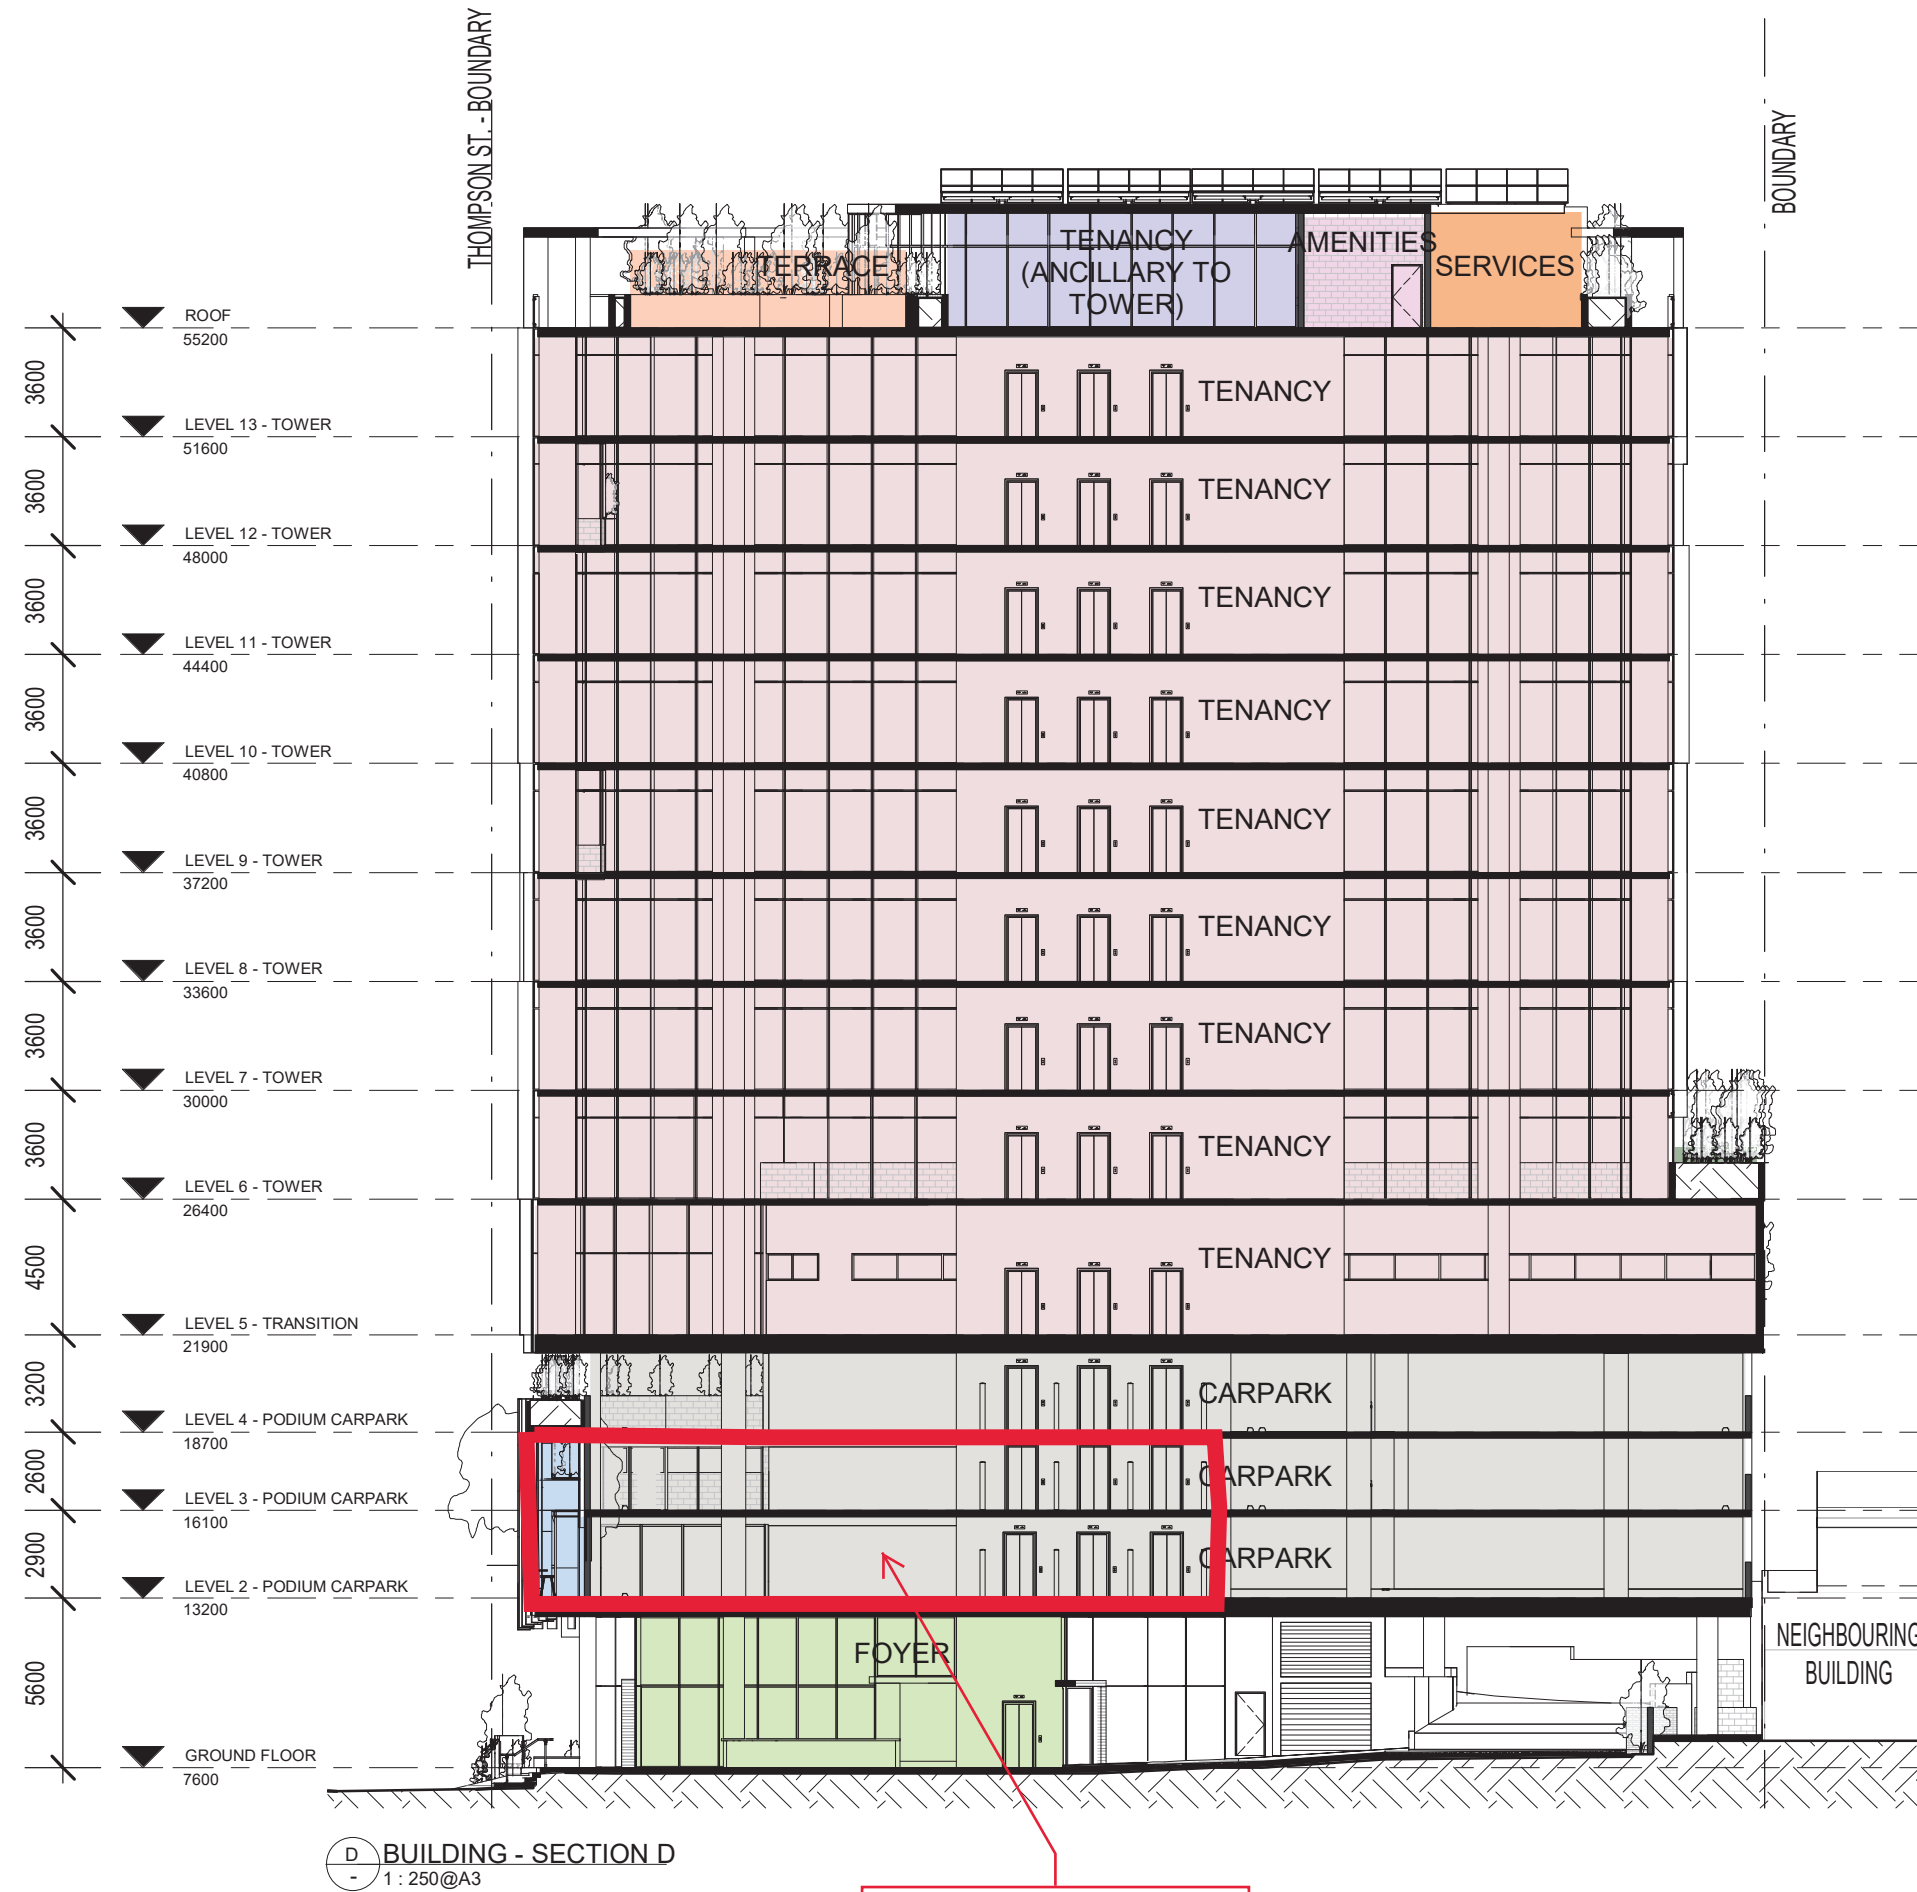 THOMPSON ST. - BOUNDARY
BOUNDARY
TERRACE
TENANCY
(ANCILLARY TO
TOWER)
AMENITIES
SERVICES
ROOF
55200
3600
TENANCY
LEVEL 13 - TOWER
51600
3600
TENANCY
LEVEL 12 - TOWER
48000
3600
TENANCY
LEVEL 11 - TOWER
44400
3600
TENANCY
LEVEL 10 - TOWER
40800
3600
TENANCY
LEVEL 9 - TOWER
37200
3600
TENANCY
LEVEL 8 - TOWER
33600
3600
TENANCY
LEVEL 7 - TOWER
30000
3600
TENANCY
LEVEL 6 - TOWER
26400
4500
TENANCY
LEVEL 5 - TRANSITION
21900
3200
CARPARK
LEVEL 4 - PODIUM CARPARK
18700
2600
CARPARK
LEVEL 3 - PODIUM CARPARK
16100
2900
CARPARK
LEVEL 2 - PODIUM CARPARK
13200
5600
FOYER
NEIGHBOURING
BUILDING
GROUND FLOOR
7600
D
-
BUILDING - SECTION D
1 : 250@A3